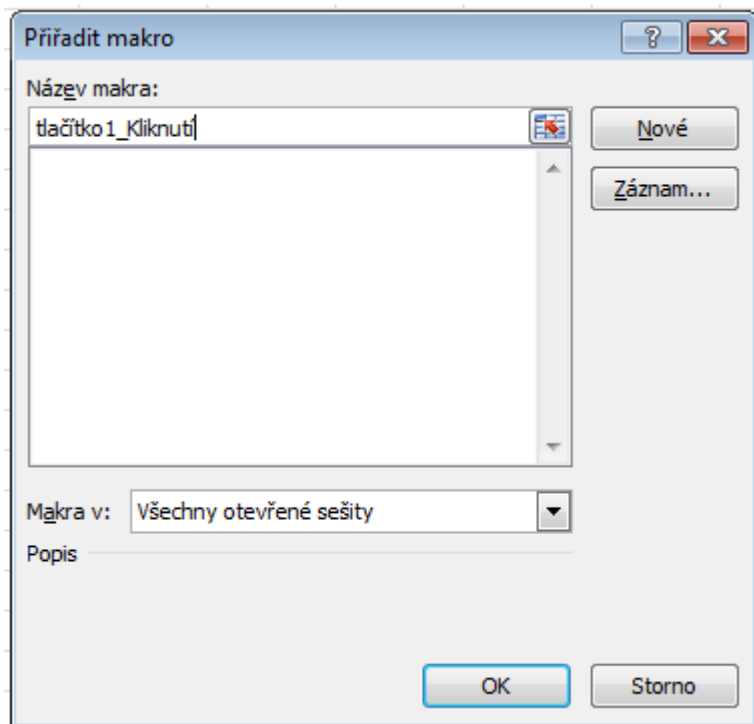 Přiřadit makro
Název makra:
tlačítko1_Kliknutí
Nové
Záznam...
Makra v: Všechny otevřené sešity
Popis
OK Storno